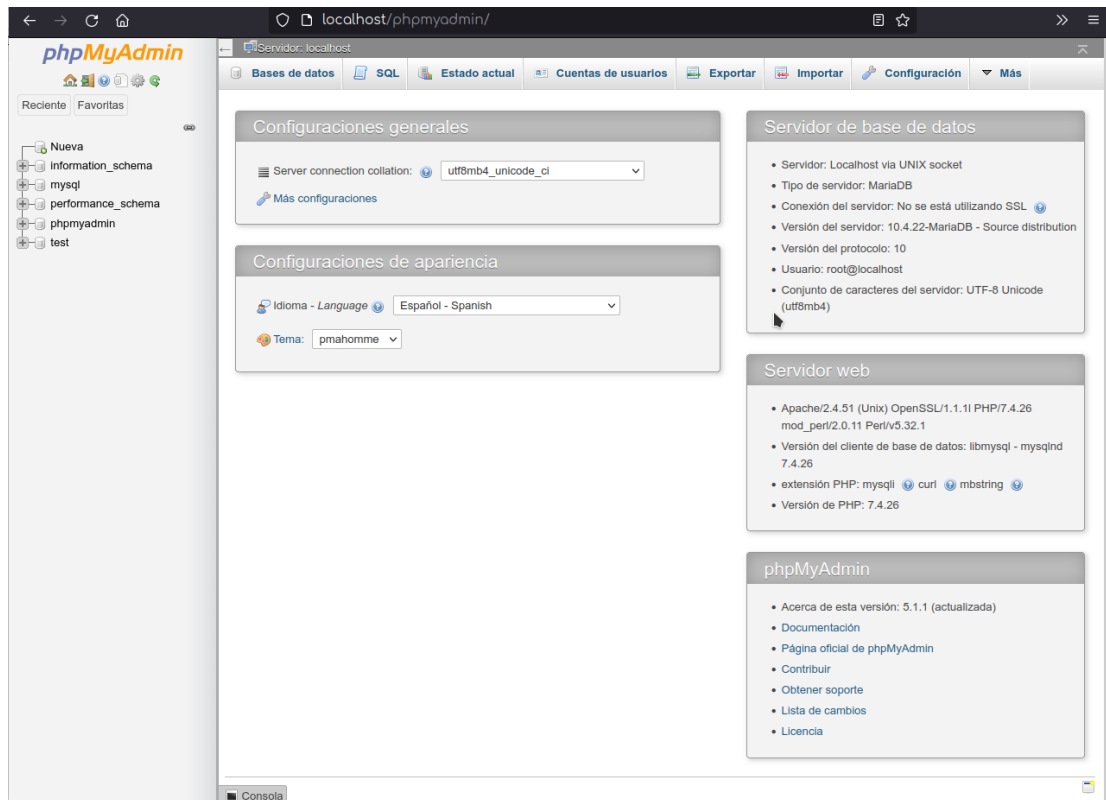 localhost/phpmyadmin/
phpMyAdmin
Reciente Favoritas
Nueva
information_schema
mysql
performance_schema
phpmyadmin
test
Servidor: localhost
Bases de datos SQL Estado actual Cuentas de usuarios Exportar Importar Configuración Más
Configuraciones generales
Server connection collation: utf8mb4_unicode_ci
Más configuraciones
Configuraciones de apariencia
Idioma - Language Español - Spanish
Tema: pmahomme
Servidor de base de datos
• Servidor: Localhost via UNIX socket
• Tipo de servidor: MariaDB
• Conexión del servidor: No se está utilizando SSL
• Versión del servidor: 10.4.22-MariaDB - Source distribution
• Versión del protocolo: 10
• Usuario: root@localhost
• Conjunto de caracteres del servidor: UTF-8 Unicode
(utf8mb4)
Servidor web
• Apache/2.4.51 (Unix) OpenSSL/1.1.1l PHP/7.4.26
mod_perl/2.0.11 Perl/v5.32.1
• Versión del cliente de base de datos: libmysql - mysqlnd
7.4.26
• extensión PHP: mysqli curl mbstring
• Versión de PHP: 7.4.26
phpMyAdmin
• Acerca de esta versión: 5.1.1 (actualizada)
• Documentación
• Página oficial de phpMyAdmin
• Contribuir
• Obtener soporte
• Lista de cambios
• Licencia
Consola